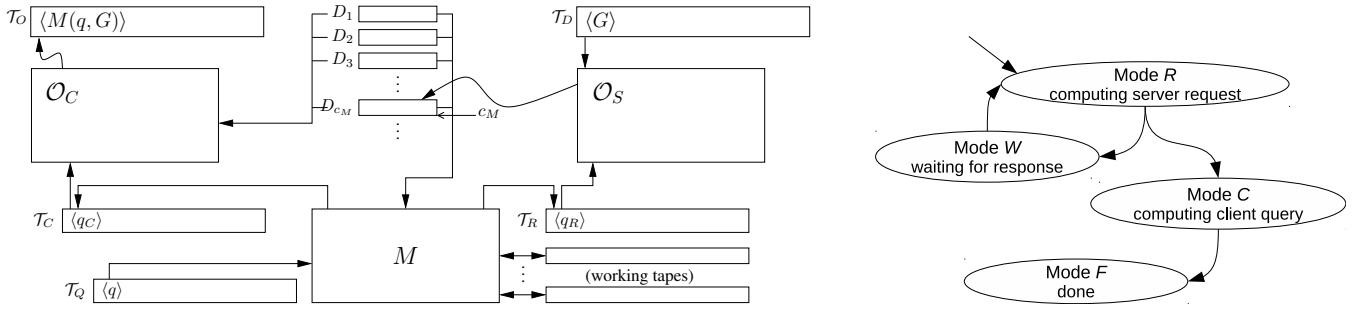 𝒯_O ⟨M(q, G)⟩
D_1
D_2
D_3
⋮
D_{c_M}
⋮
c_M
𝒯_D ⟨G⟩
𝒪_C
𝒪_S
𝒯_C ⟨q_C⟩
𝒯_R ⟨q_R⟩
M
⋮ (working tapes)
𝒯_Q ⟨q⟩
Mode R
computing server request
Mode W
waiting for response
Mode C
computing client query
Mode F
done